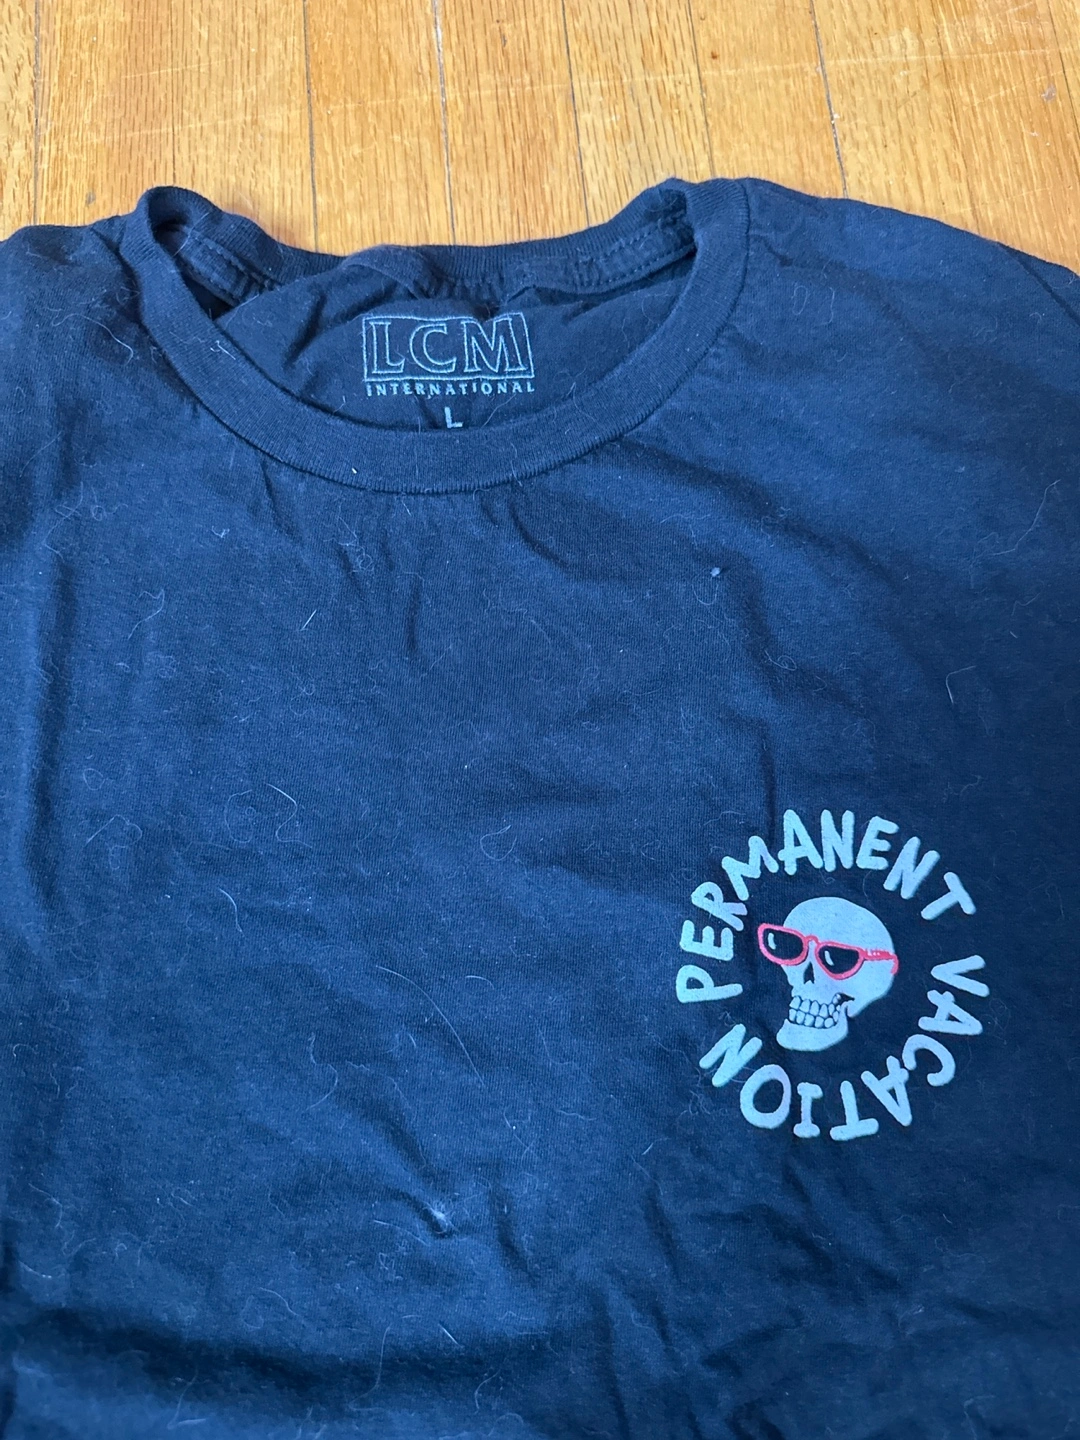 LCM
INTERNATIONAL
L
PERMANENT VACATION